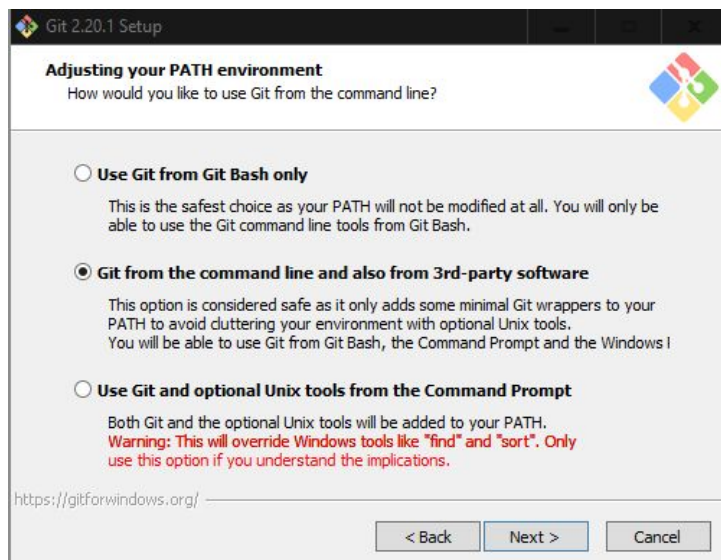 Git 2.20.1 Setup
Adjusting your PATH environment
How would you like to use Git from the command line?
Use Git from Git Bash only
This is the safest choice as your PATH will not be modified at all. You will only be
able to use the Git command line tools from Git Bash.
Git from the command line and also from 3rd-party software
This option is considered safe as it only adds some minimal Git wrappers to your
PATH to avoid cluttering your environment with optional Unix tools.
You will be able to use Git from Git Bash, the Command Prompt and the Windows
Use Git and optional Unix tools from the Command Prompt
Both Git and the optional Unix tools will be added to your PATH.
Warning: This will override Windows tools like "find" and "sort". Only
use this option if you understand the implications.
https://gitforwindows.org/
< Back Next > Cancel